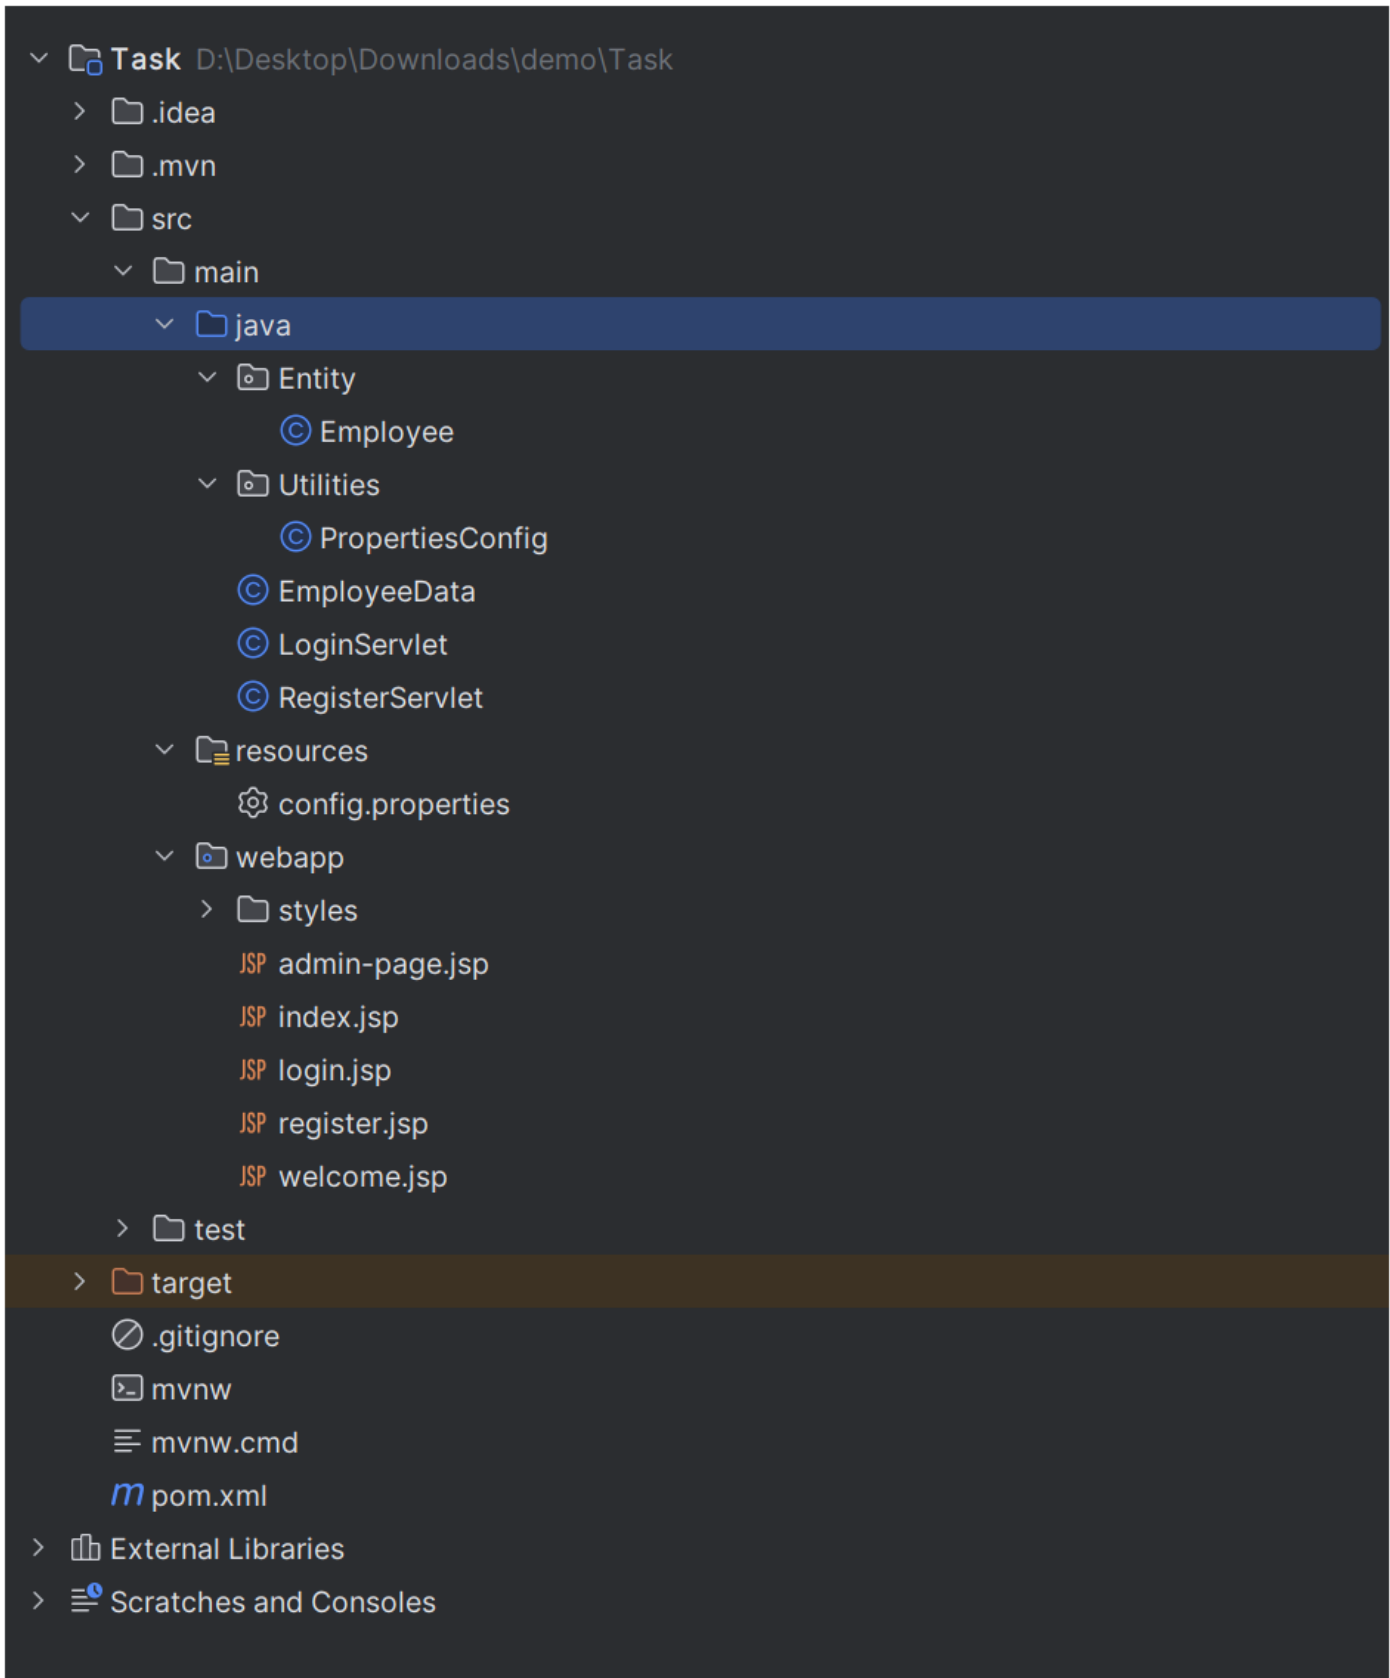 Task D:\Desktop\Downloads\demo\Task
.idea
.mvn
src
main
java
Entity
Employee
Utilities
PropertiesConfig
EmployeeData
LoginServlet
RegisterServlet
resources
config.properties
webapp
styles
JSP admin-page.jsp
JSP index.jsp
JSP login.jsp
JSP register.jsp
JSP welcome.jsp
test
target
.gitignore
mvnw
mvnw.cmd
m pom.xml
External Libraries
Scratches and Consoles